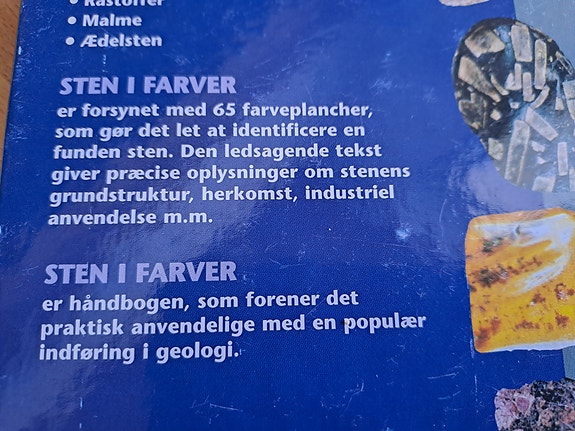 • Råstoffer
• Malme
• Ædelsten
STEN I FARVER
er forsynet med 65 farveplancher,
som gør det let at identificere en
funden sten. Den ledsagende tekst
giver præcise oplysninger om stenens
grundstruktur, herkomst, industriel
anvendelse m.m.
STEN I FARVER
er håndbogen, som forener det
praktisk anvendelige med en populær
indføring i geologi.